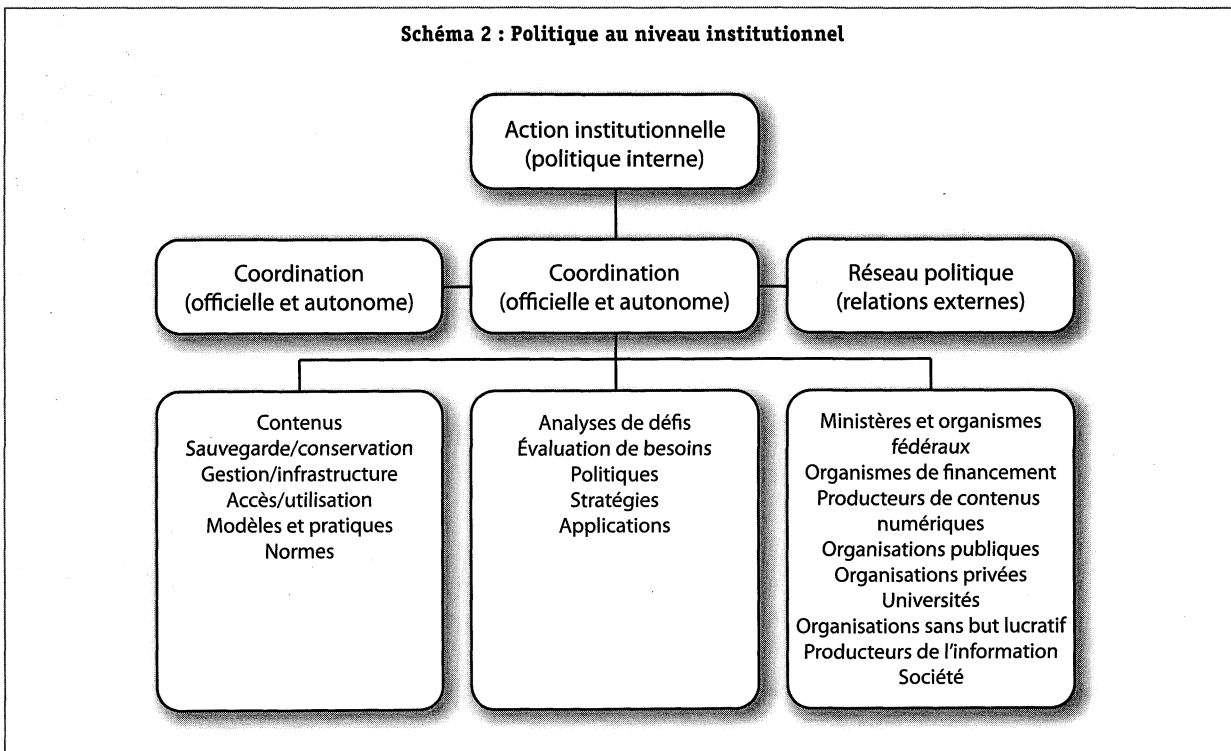 Schéma 2 : Politique au niveau institutionnel
Action institutionnelle
(politique interne)
Coordination
(officielle et autonome)
Coordination
(officielle et autonome)
Réseau politique
(relations externes)
Contenus
Sauvegarde/conservation
Gestion/infrastructure
Accès/utilisation
Modèles et pratiques
Normes
Analyses de défis
Évaluation de besoins
Politiques
Stratégies
Applications
Ministères et organismes
fédéraux
Organismes de financement
Producteurs de contenus
numériques
Organisations publiques
Organisations privées
Universités
Organisations sans but lucratif
Producteurs de l'information
Société